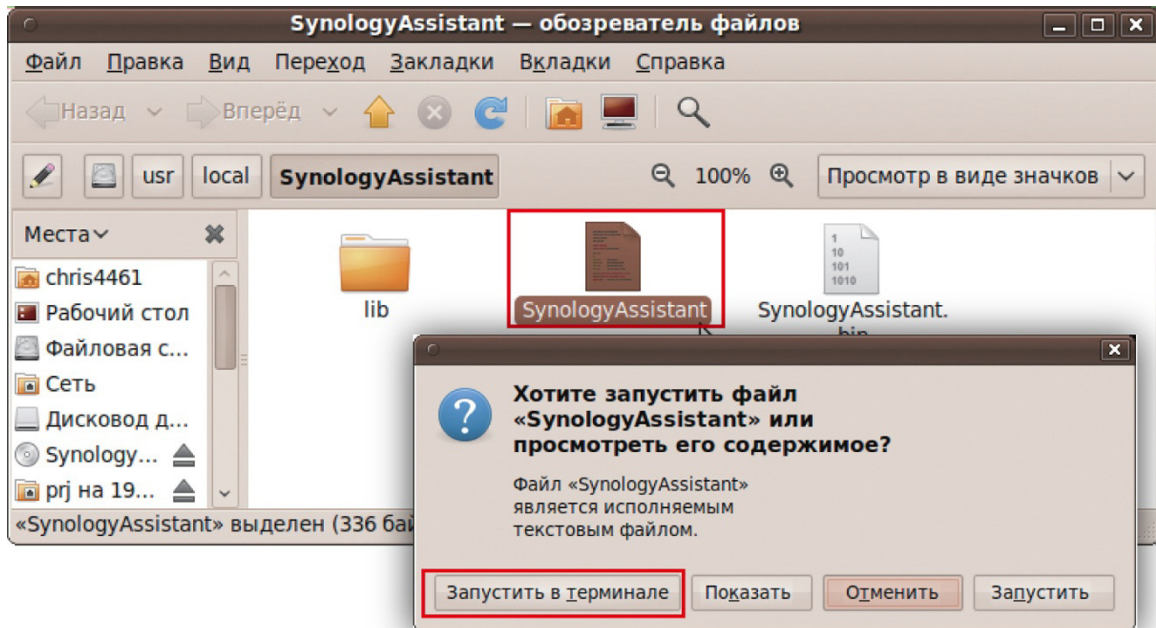 SynologyAssistant — обозреватель файлов
Файл Правка Вид Переход Закладки Вкладки Справка
Назад Вперёд
usr local SynologyAssistant 100% Просмотр в виде значков
Места
chris4461
Рабочий стол
Файловая с...
Сеть
Дисковод д...
Synology...
prj на 19...
lib
SynologyAssistant
1
10
101
1010
SynologyAssistant.
bin
«SynologyAssistant» выделен (336 бай
Хотите запустить файл
«SynologyAssistant» или
просмотреть его содержимое?
Файл «SynologyAssistant»
является исполняемым
текстовым файлом.
Запустить в терминале Показать Отменить Запустить